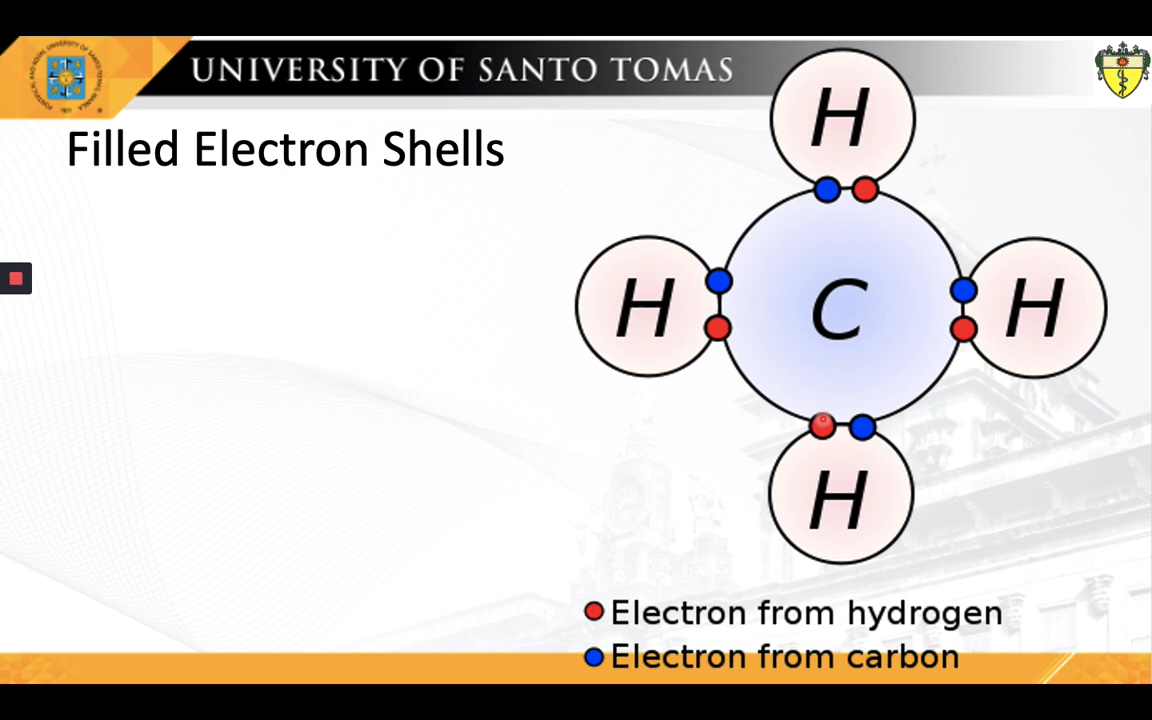 UNIVERSITY OF SANTO TOMAS
Filled Electron Shells
H
H
C
H
H
Electron from hydrogen
Electron from carbon